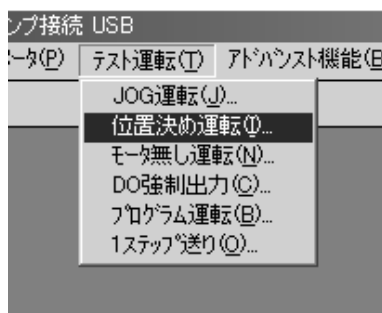 ンプ接続 USB
ﾒｰﾀ(P) テスト運転(T) ｱﾄﾞﾊﾞﾝｽﾄ機能(E
JOG運転(J)...
位置決め運転(I)...
ﾓｰﾀ無し運転(N)...
DO強制出力(C)...
ﾌﾟﾛｸﾞﾗﾑ運転(B)...
1ｽﾃｯﾌﾟ送り(O)...